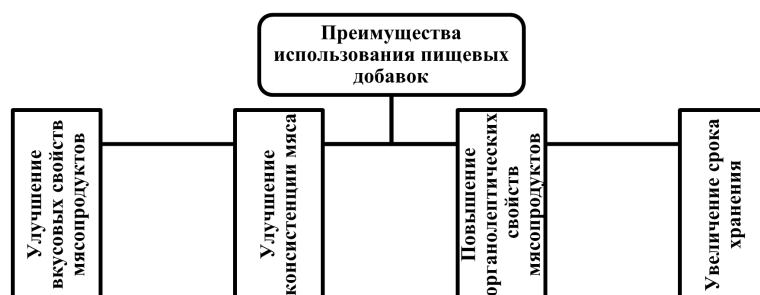 Преимущества
использования пищевых
добавок
Улучшение
вкусовых свойств
мясопродуктов
Улучшение
консистенции мяса
Повышение
органолептических
свойств
мясопродуктов
Увеличение срока
хранения